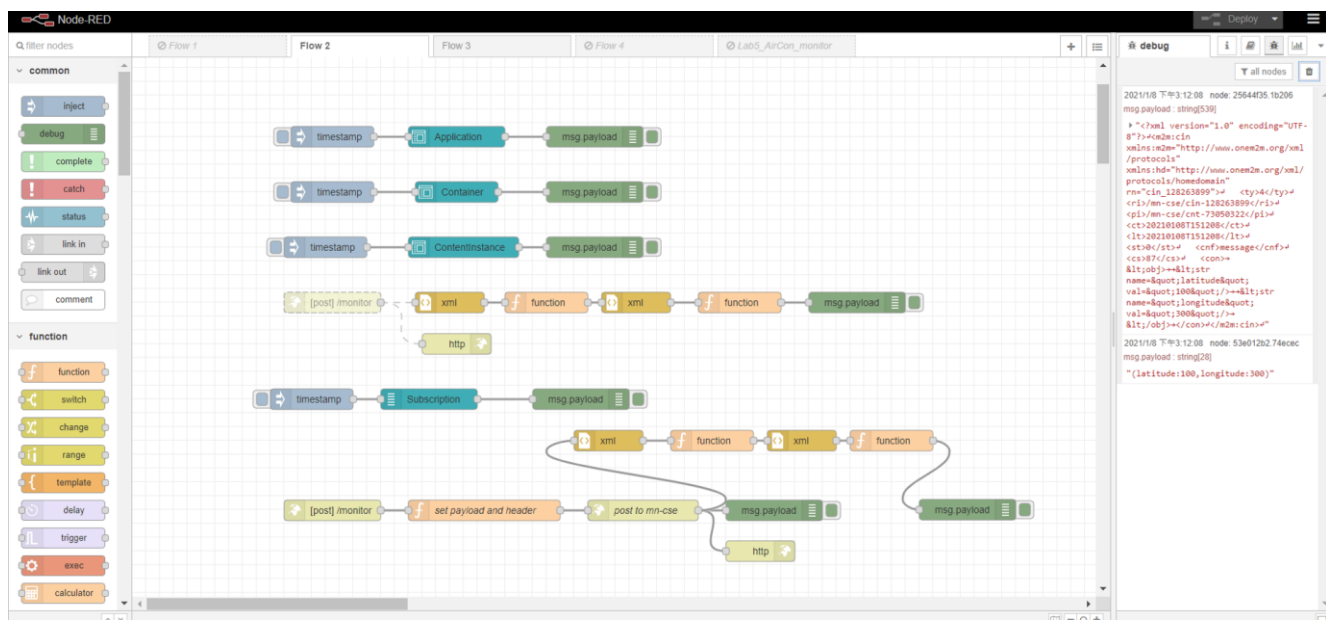 Node-RED
Deploy
filter nodes
Flow 1
Flow 2
Flow 3
Flow 4
Lab5_AirCon_monitor
debug
i
all nodes
common
inject
debug
complete
catch
status
link in
link out
comment
function
function
switch
change
range
template
delay
trigger
exec
calculator
timestamp
Application
msg.payload
timestamp
Container
msg.payload
timestamp
ContentInstance
msg.payload
[post] /monitor
xml
function
xml
function
msg.payload
http
timestamp
Subscription
msg.payload
xml
function
xml
function
[post] /monitor
set payload and header
post to mn-cse
msg.payload
msg.payload
http
2021/1/8 下午3:12:08 node: 25644f35.1b206
msg.payload : string[539]
"<?xml version="1.0" encoding="UTF-
8"?>↵<m2m:cin
xmlns:m2m="http://www.onem2m.org/xml
/protocols"
xmlns:hd="http://www.onem2m.org/xml/
protocols/homedomain"
rn="cin_128263899">↵ <ty>4</ty>↵
<ri>/mn-cse/cin-128263899</ri>↵
<pi>/mn-cse/cnt-73050322</pi>↵
<ct>20210108T151208</ct>↵
<lt>20210108T151208</lt>↵
<st>0</st>↵ <cnf>message</cnf>↵
<cs>87</cs>↵ <con>→
&lt;obj>→→&lt;str
name=&quot;latitude&quot;
val=&quot;100&quot;/>→→&lt;str
name=&quot;longitude&quot;
val=&quot;300&quot;/>→
&lt;/obj>→</con>↵</m2m:cin>↵"
2021/1/8 下午3:12:08 node: 53e012b2.74ecec
msg.payload : string[28]
"(latitude:100,longitude:300)"